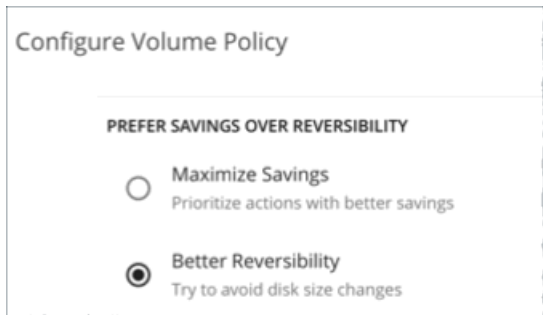 Configure Volume Policy
PREFER SAVINGS OVER REVERSIBILITY
Maximize Savings
Prioritize actions with better savings
Better Reversibility
Try to avoid disk size changes